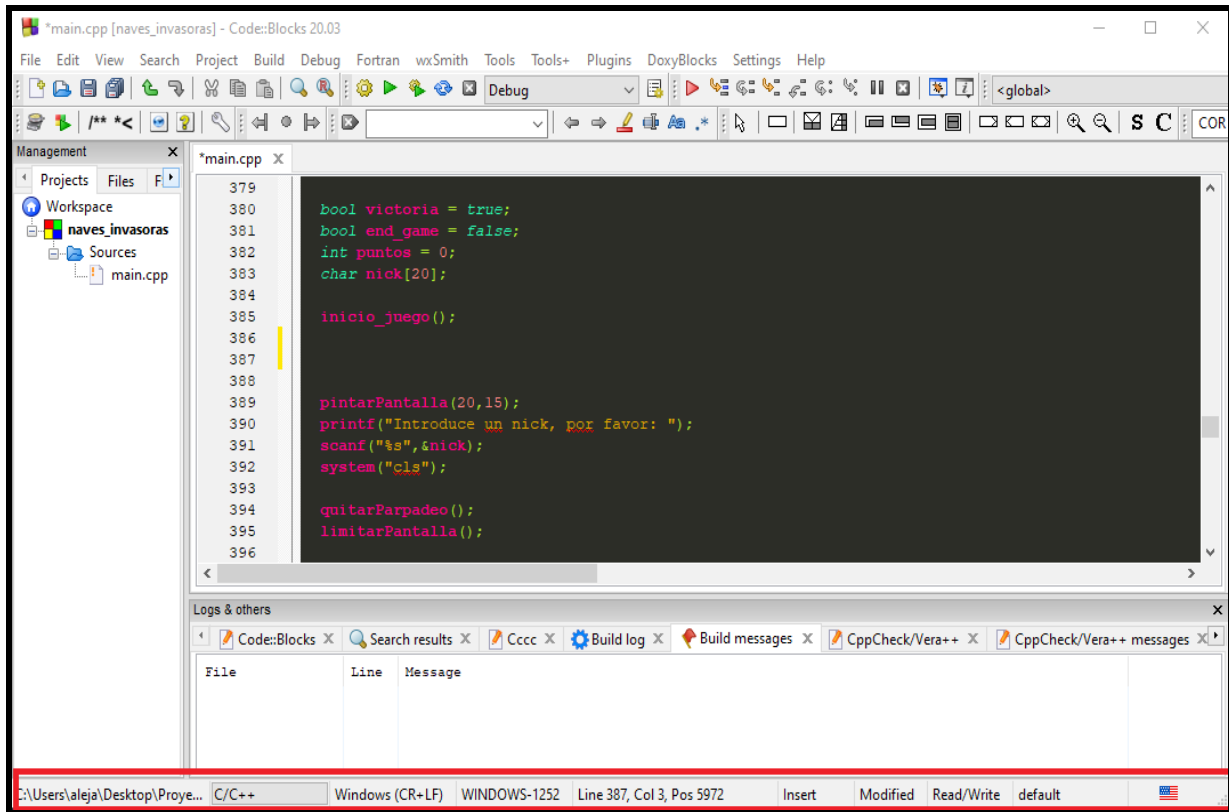 *main.cpp [naves_invasoras] - Code::Blocks 20.03
File Edit View Search Project Build Debug Fortran wxSmith Tools Tools+ Plugins DoxyBlocks Settings Help
Debug <global>
/** *< S C COR
Management X
Projects Files F
Workspace
naves_invasoras
Sources
main.cpp
*main.cpp X
379
380 bool victoria = true;
381 bool end_game = false;
382 int puntos = 0;
383 char nick[20];
384
385 inicio_juego();
386
387
388
389 pintarPantalla(20,15);
390 printf("Introduce un nick, por favor: ");
391 scanf("%s",&nick);
392 system("cls");
393
394 quitarParpadeo();
395 limitarPantalla();
396
Logs & others X
Code::Blocks X Search results X Cccc X Build log X Build messages X CppCheck/Vera++ X CppCheck/Vera++ messages X
File Line Message
C:\Users\aleja\Desktop\Proye... C/C++ Windows (CR+LF) WINDOWS-1252 Line 387, Col 3, Pos 5972 Insert Modified Read/Write default